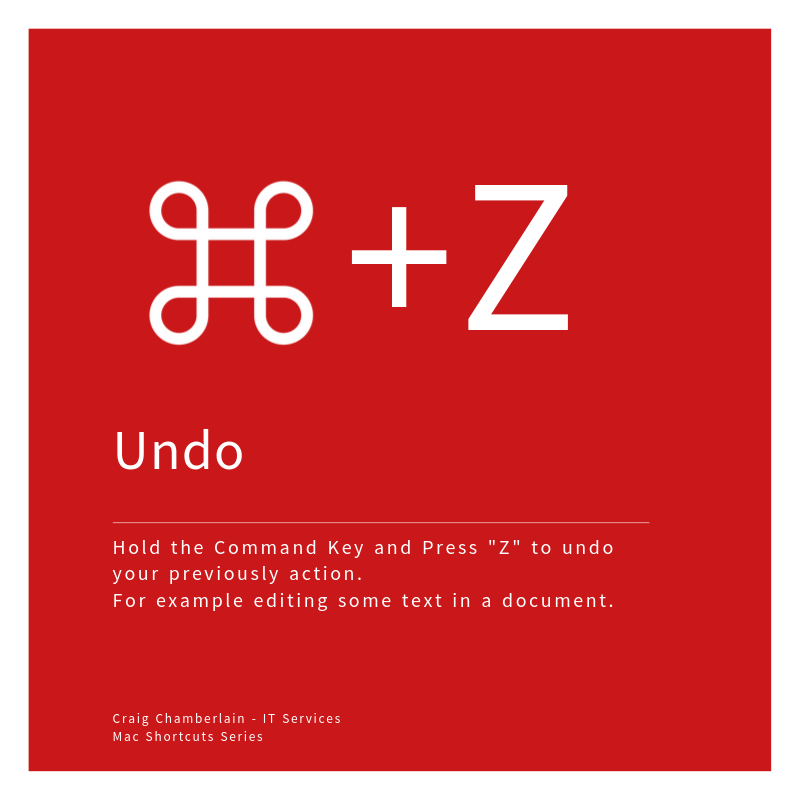 ⌘+Z
Undo
Hold the Command Key and Press "Z" to undo
your previously action.
For example editing some text in a document.
Craig Chamberlain - IT Services
Mac Shortcuts Series